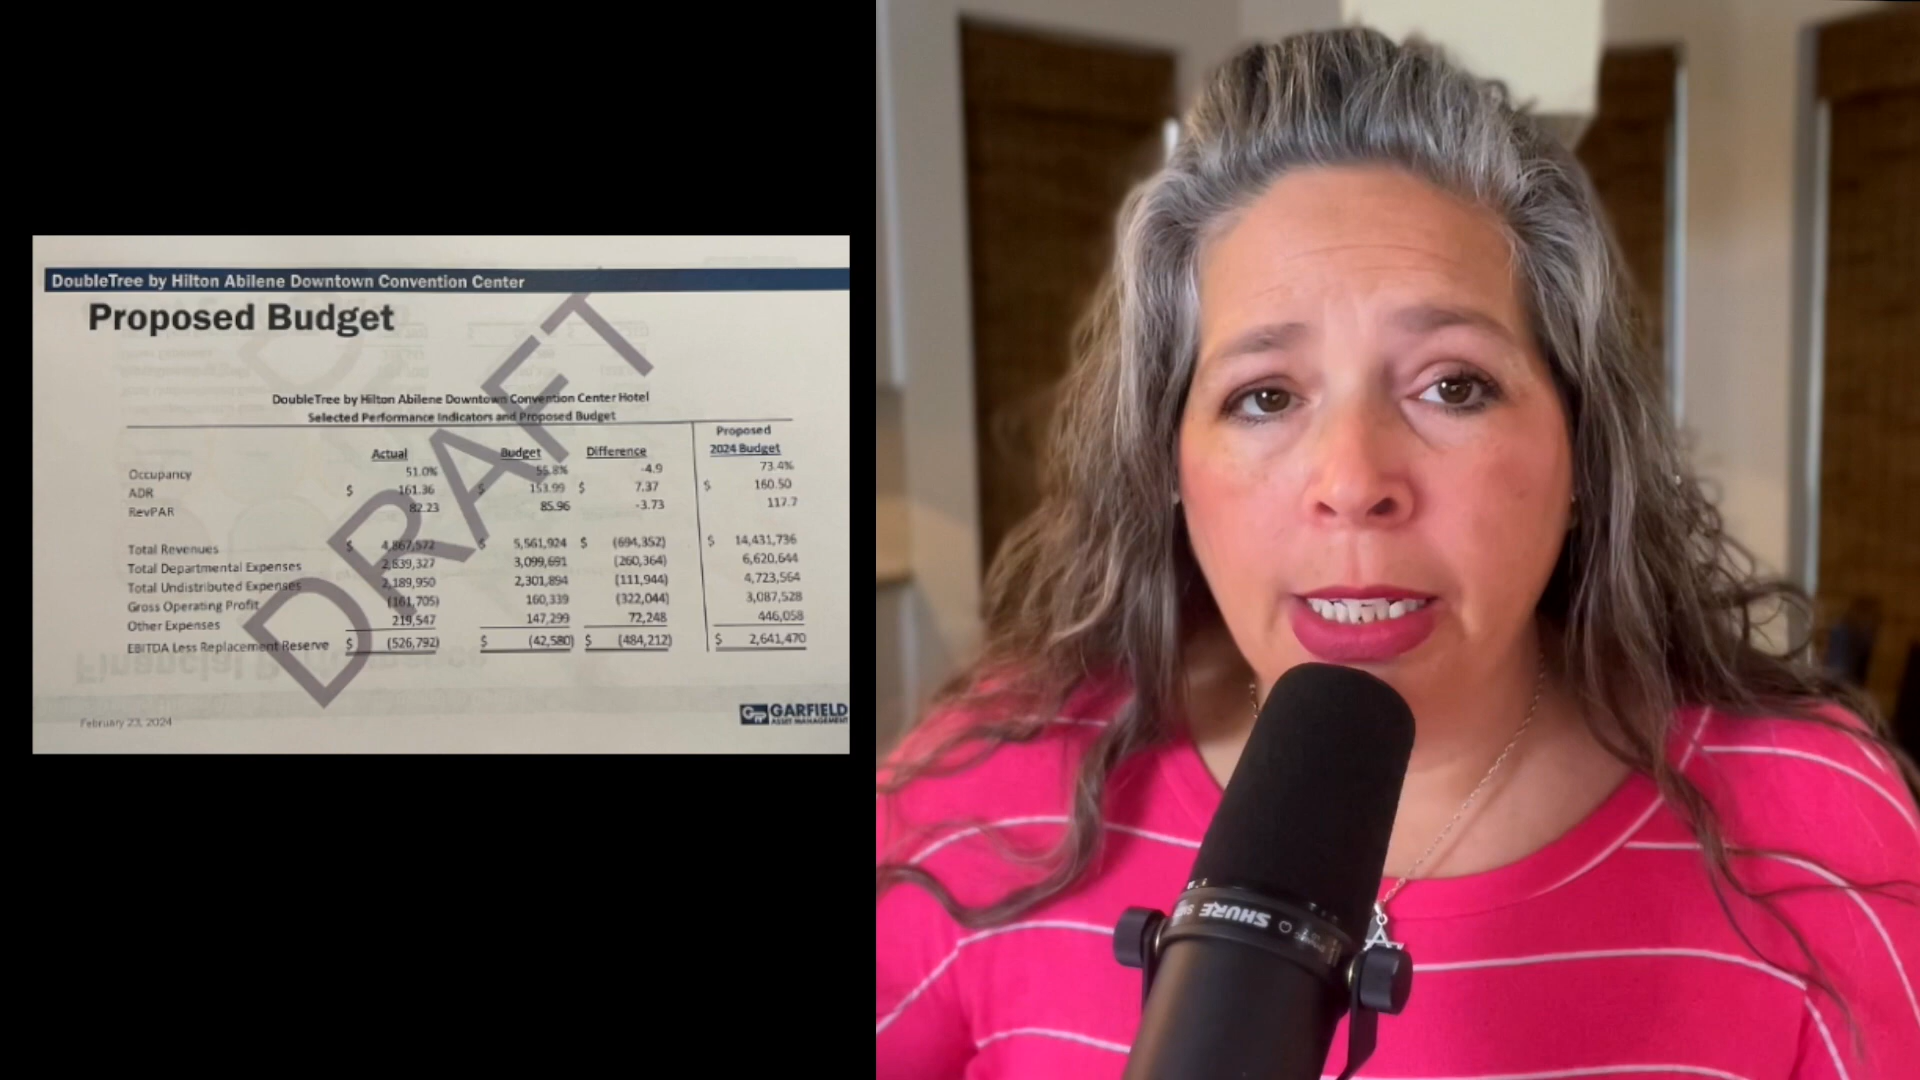 DoubleTree by Hilton Abilene Downtown Convention Center
Proposed Budget
DRAFT
DoubleTree by Hilton Abilene Downtown Convention Center Hotel
Selected Performance Indicators and Proposed Budget
Actual Budget Difference Proposed 2024 Budget
Occupancy 51.0% 55.8% -4.9 73.4%
ADR $ 161.36 $ 153.99 $ 7.37 $ 160.50
RevPAR 82.23 85.96 -3.73 117.7
Total Revenues $ 4,867,572 $ 5,561,924 $ (694,352) $ 14,431,736
Total Departmental Expenses 2,839,327 3,099,691 (260,364) 6,620,644
Total Undistributed Expenses 2,189,950 2,301,894 (111,944) 4,723,564
Gross Operating Profit (161,705) 160,339 (322,044) 3,087,528
Other Expenses 219,547 147,299 72,248 446,058
EBITDA Less Replacement Reserve $ (526,792) $ (42,580) $ (484,212) $ 2,641,470
February 23, 2024
GARFIELD
ASSET MANAGEMENT
SHURE